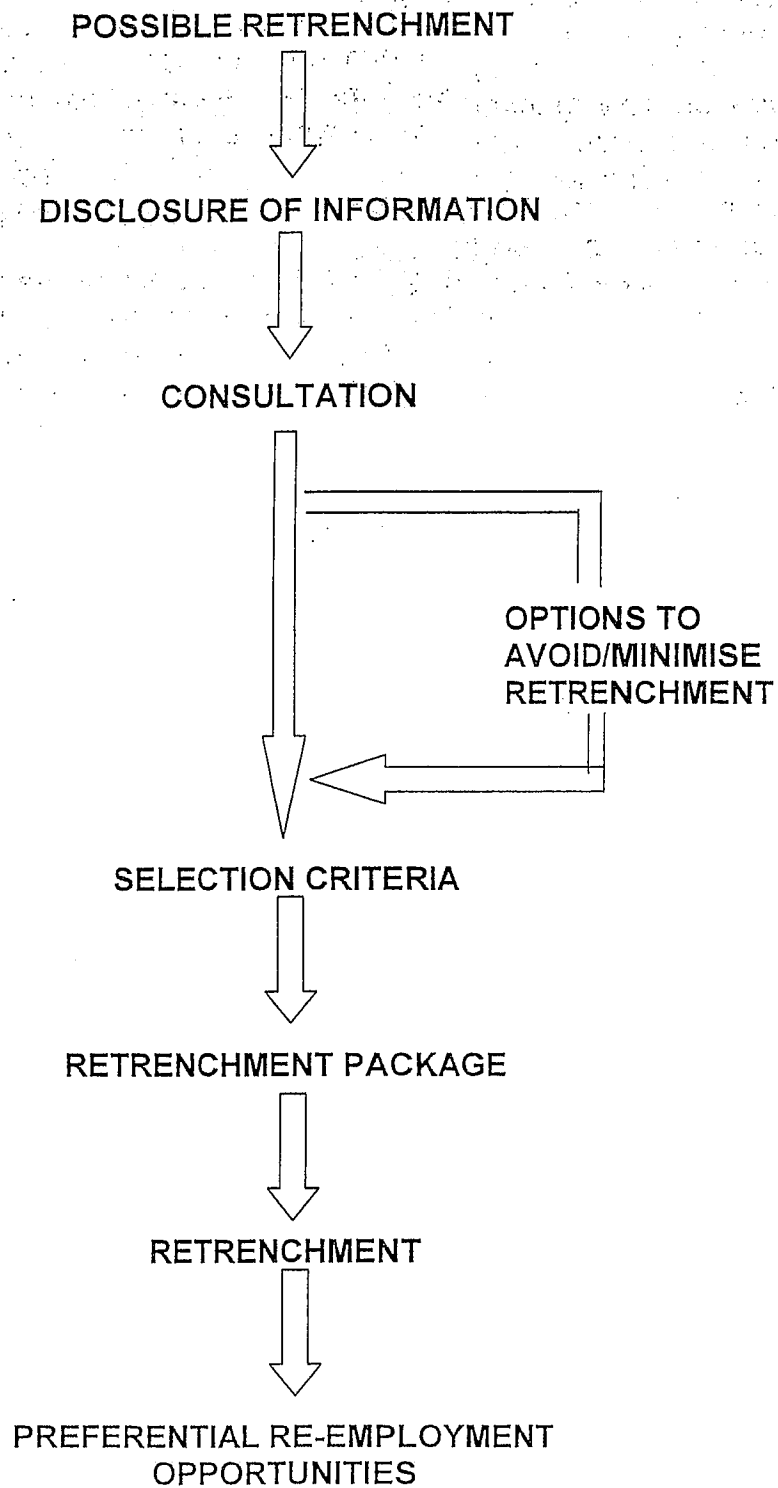 POSSIBLE RETRENCHMENT
DISCLOSURE OF INFORMATION
CONSULTATION
OPTIONS TO
AVOID/MINIMISE
RETRENCHMENT
SELECTION CRITERIA
RETRENCHMENT PACKAGE
RETRENCHMENT
PREFERENTIAL RE-EMPLOYMENT
OPPORTUNITIES